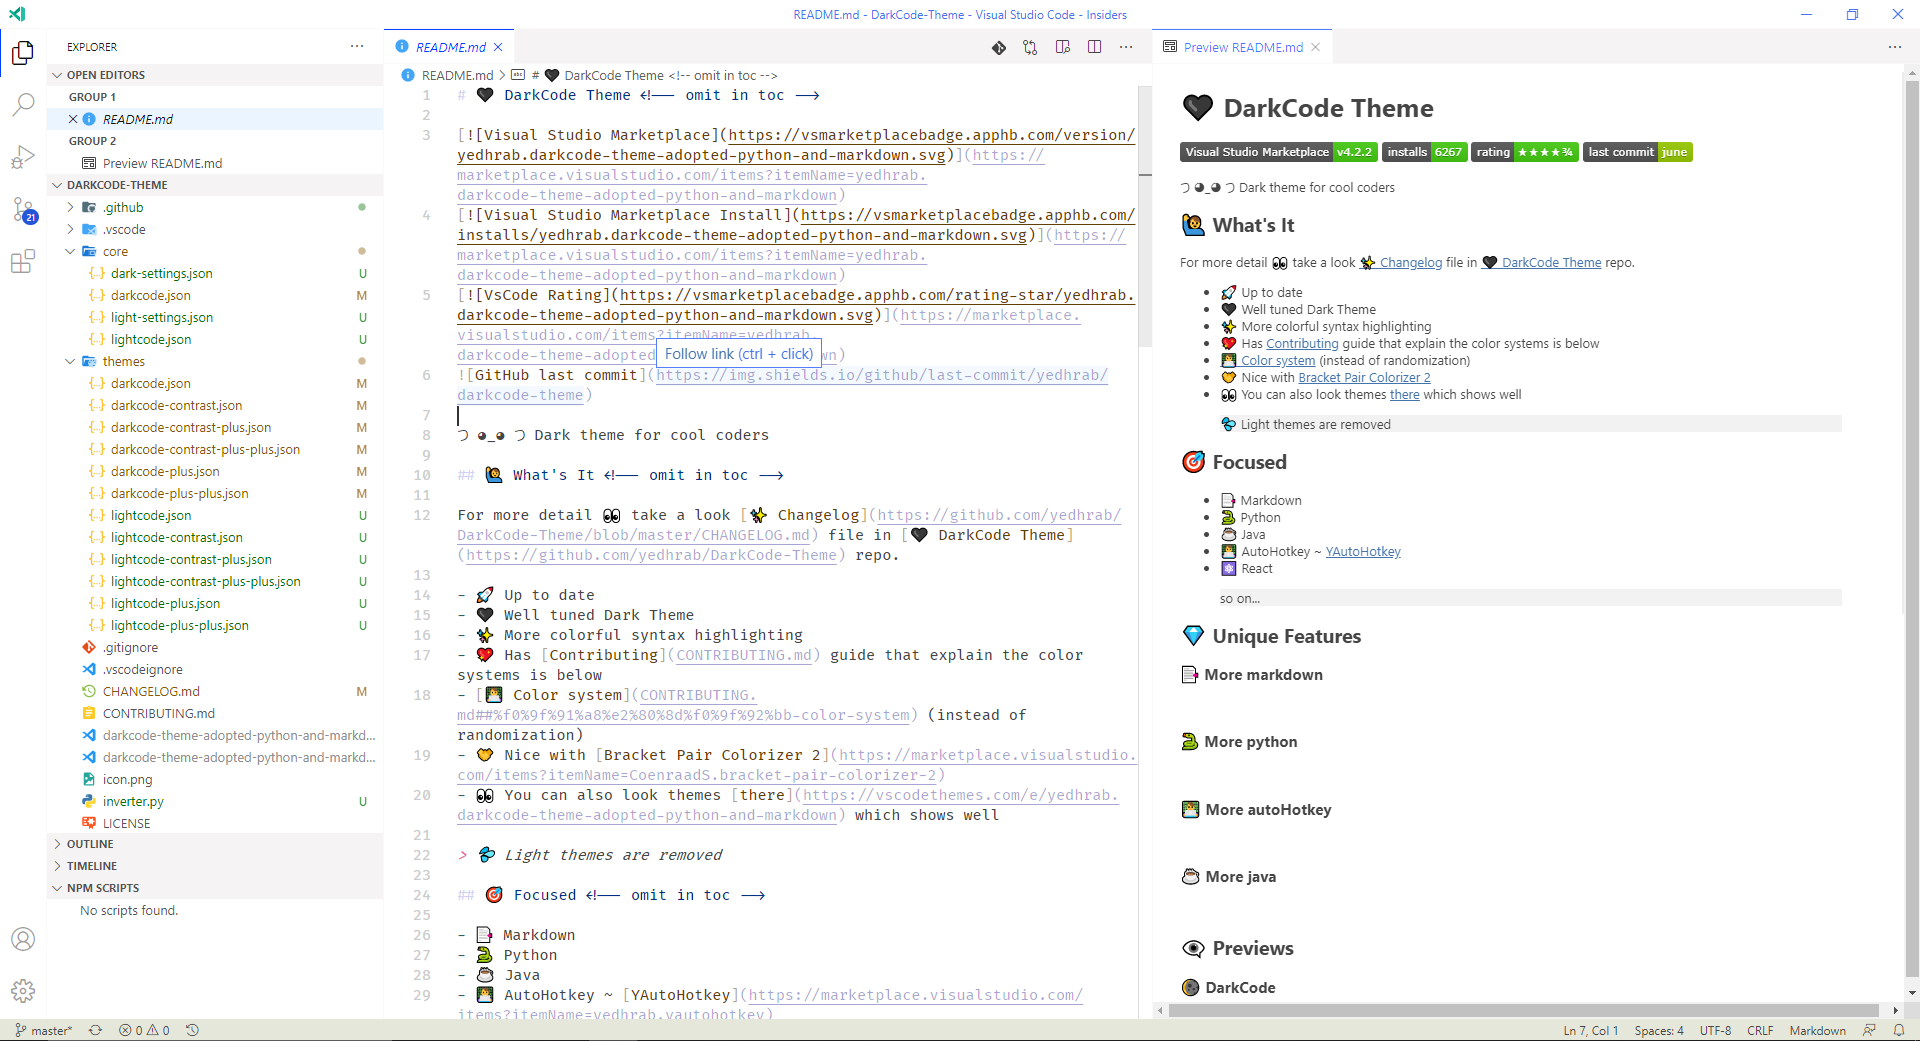 README.md - DarkCode-Theme - Visual Studio Code - Insiders
EXPLORER
OPEN EDITORS
GROUP 1
README.md
GROUP 2
Preview README.md
DARKCODE-THEME
.github
.vscode
core
dark-settings.json U
darkcode.json M
light-settings.json U
lightcode.json U
themes
darkcode.json M
darkcode-contrast.json M
darkcode-contrast-plus.json M
darkcode-contrast-plus-plus.json M
darkcode-plus.json M
darkcode-plus-plus.json M
lightcode.json U
lightcode-contrast.json U
lightcode-contrast-plus.json U
lightcode-contrast-plus-plus.json U
lightcode-plus.json U
lightcode-plus-plus.json U
.gitignore
.vscodeignore
CHANGELOG.md M
CONTRIBUTING.md
darkcode-theme-adopted-python-and-markd...
darkcode-theme-adopted-python-and-markd...
icon.png
inverter.py U
LICENSE
OUTLINE
TIMELINE
NPM SCRIPTS
No scripts found.
21
README.md
README.md > # 🖤 DarkCode Theme <!-- omit in toc -->
1 # 🖤 DarkCode Theme <!-- omit in toc -->
2
3 [![Visual Studio Marketplace](https://vsmarketplacebadge.apphb.com/version/
yedhrab.darkcode-theme-adopted-python-and-markdown.svg)](https://
marketplace.visualstudio.com/items?itemName=yedhrab.
darkcode-theme-adopted-python-and-markdown)
4 [![Visual Studio Marketplace Install](https://vsmarketplacebadge.apphb.com/
installs/yedhrab.darkcode-theme-adopted-python-and-markdown.svg)](https://
marketplace.visualstudio.com/items?itemName=yedhrab.
darkcode-theme-adopted-python-and-markdown)
5 [![VsCode Rating](https://vsmarketplacebadge.apphb.com/rating-star/yedhrab.
darkcode-theme-adopted-python-and-markdown.svg)](https://marketplace.
visualstudio.com/items?itemName=yedhrab.
darkcode-theme-adopted wn)
Follow link (ctrl + click)
6 ![GitHub last commit](https://img.shields.io/github/last-commit/yedhrab/
darkcode-theme)
7
8 つ ◕_◕ つ Dark theme for cool coders
9
10 ## 🙋‍♂️ What's It <!-- omit in toc -->
11
12 For more detail 👀 take a look [✨ Changelog](https://github.com/yedhrab/
DarkCode-Theme/blob/master/CHANGELOG.md) file in [🖤 DarkCode Theme]
(https://github.com/yedhrab/DarkCode-Theme) repo.
13
14 - 🚀 Up to date
15 - 🖤 Well tuned Dark Theme
16 - ✨ More colorful syntax highlighting
17 - 💖 Has [Contributing](CONTRIBUTING.md) guide that explain the color
systems is below
18 - [👨‍💻 Color system](CONTRIBUTING.
md##%f0%9f%91%a8%e2%80%8d%f0%9f%92%bb-color-system) (instead of
randomization)
19 - 💛 Nice with [Bracket Pair Colorizer 2](https://marketplace.visualstudio.
com/items?itemName=CoenraadS.bracket-pair-colorizer-2)
20 - 👀 You can also look themes [there](https://vscodethemes.com/e/yedhrab.
darkcode-theme-adopted-python-and-markdown) which shows well
21
22 > Light themes are removed
23
24 ## 🎯 Focused <!-- omit in toc -->
25
26 - 📑 Markdown
27 - 🐍 Python
28 - ☕ Java
29 - 👨‍💻 AutoHotkey ~ [YAutoHotkey](https://marketplace.visualstudio.com/
items?itemName=yedhrab.yautohotkey)
Preview README.md
🖤 DarkCode Theme
Visual Studio Marketplace v4.2.2 installs 6267 rating ★★★★¾ last commit june
つ ◕_◕ つ Dark theme for cool coders
🙋‍♂️ What's It
For more detail 👀 take a look ✨ Changelog file in 🖤 DarkCode Theme repo.
• 🚀 Up to date
• 🖤 Well tuned Dark Theme
• ✨ More colorful syntax highlighting
• 💖 Has Contributing guide that explain the color systems is below
• 👨‍💻 Color system (instead of randomization)
• 💛 Nice with Bracket Pair Colorizer 2
• 👀 You can also look themes there which shows well
Light themes are removed
🎯 Focused
• 📑 Markdown
• 🐍 Python
• ☕ Java
• 👨‍💻 AutoHotkey ~ YAutoHotkey
• ⚛ React
so on...
💎 Unique Features
📑 More markdown
🐍 More python
👨‍💻 More autoHotkey
☕ More java
👁‍🗨 Previews
🌚 DarkCode
master*
0 0
Ln 7, Col 1 Spaces: 4 UTF-8 CRLF Markdown